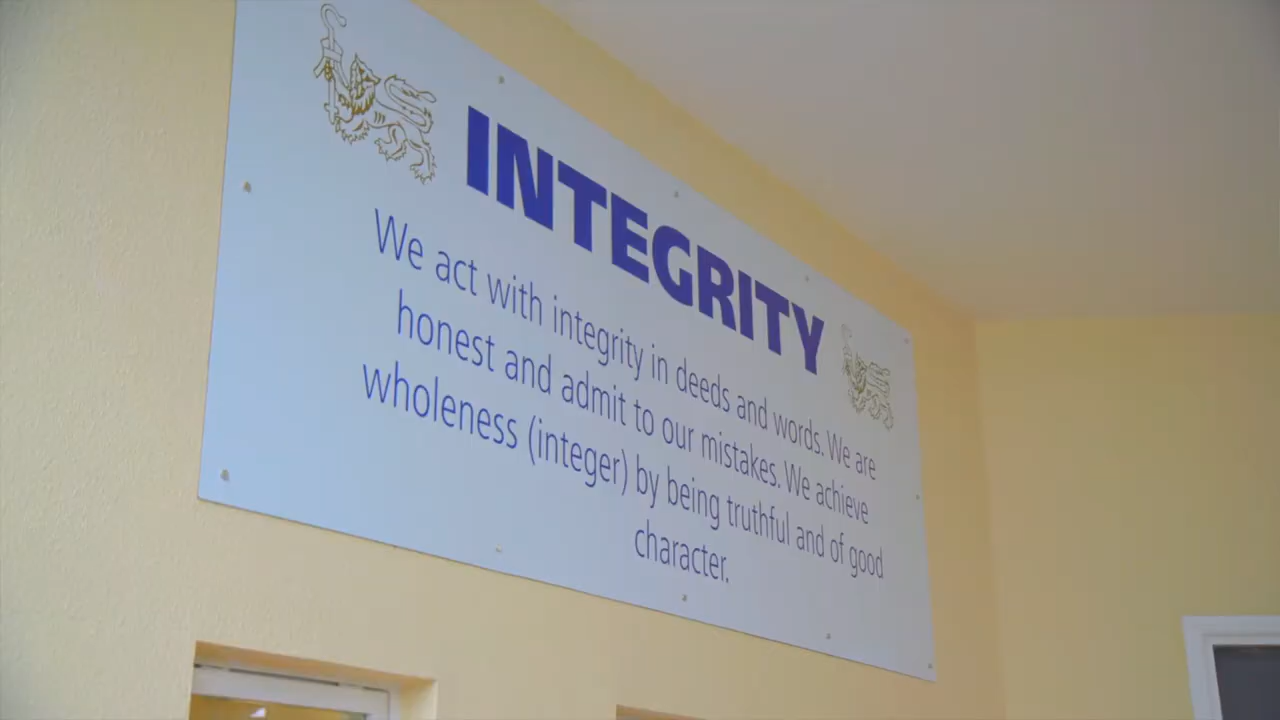 INTEGRITY
We act with integrity in deeds and words. We are
honest and admit to our mistakes. We achieve
wholeness (integer) by being truthful and of good
character.